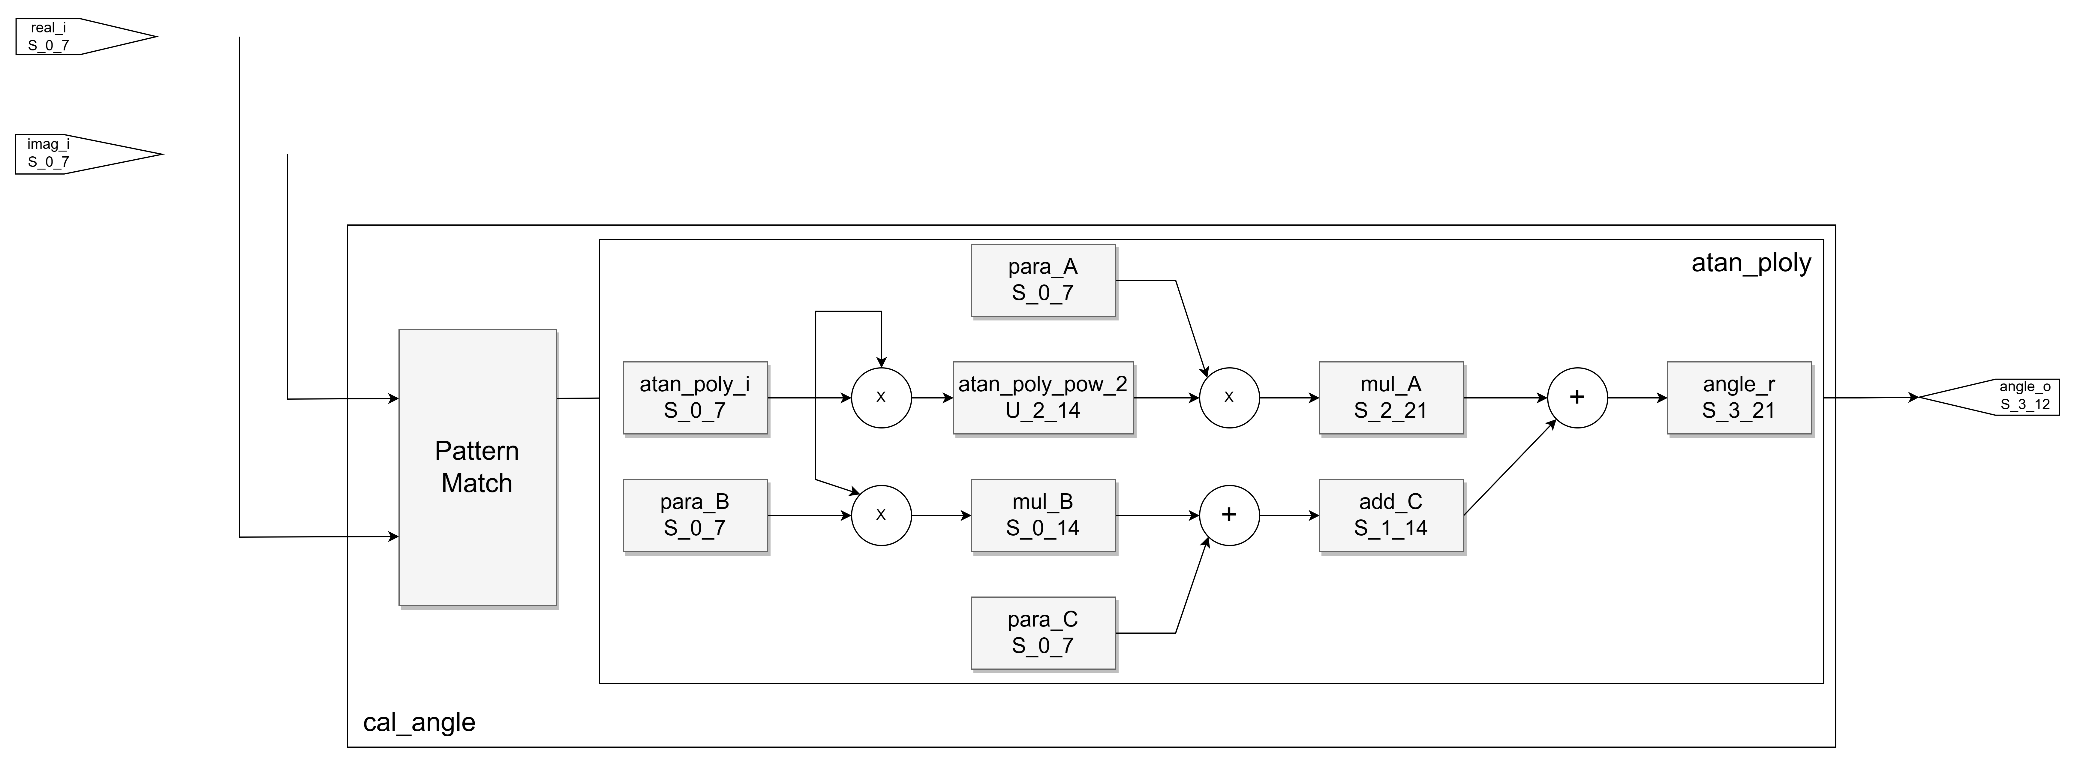 real_i
S_0_7
imag_i
S_0_7
atan_ploly
para_A
S_0_7
atan_poly_i
S_0_7
x
atan_poly_pow_2
U_2_14
x
mul_A
S_2_21
+
angle_r
S_3_21
angle_o
S_3_12
Pattern
Match
para_B
S_0_7
x
mul_B
S_0_14
+
add_C
S_1_14
para_C
S_0_7
cal_angle